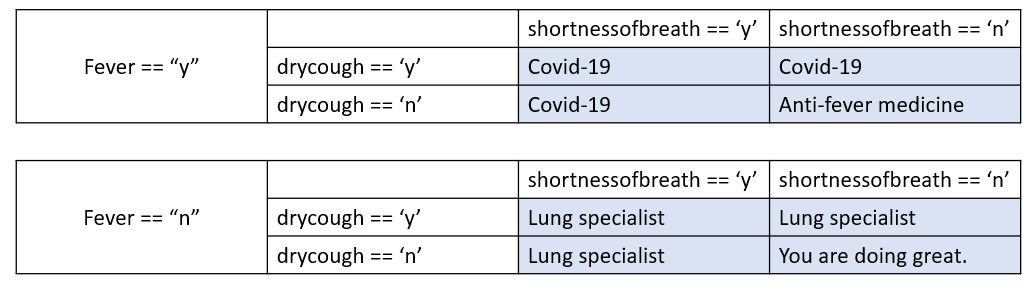 shortnessofbreath == ‘y’ shortnessofbreath == ‘n’
Fever == “y” drycough == ‘y’ Covid-19 Covid-19
drycough == ‘n’ Covid-19 Anti-fever medicine
shortnessofbreath == ‘y’ shortnessofbreath == ‘n’
Fever == “n” drycough == ‘y’ Lung specialist Lung specialist
drycough == ‘n’ Lung specialist You are doing great.